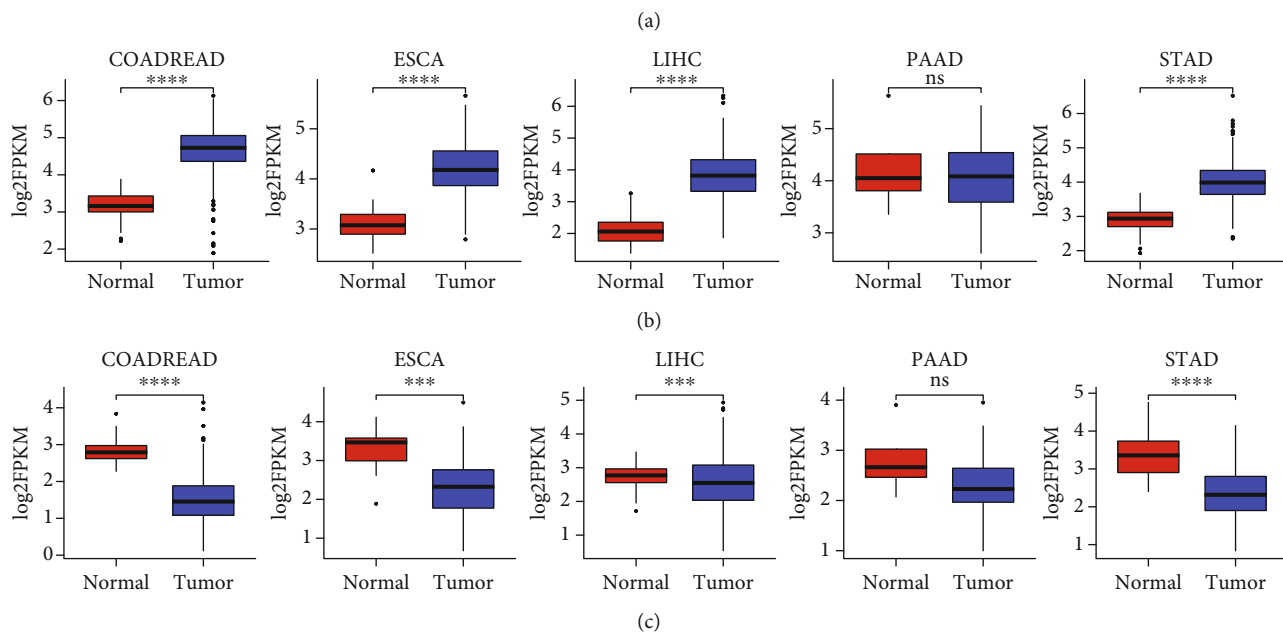 (a)
COADREAD
****
log2FPKM
6
5
4
3
2
Normal Tumor
ESCA
****
log2FPKM
5
4
3
Normal Tumor
LIHC
****
log2FPKM
6
5
4
3
2
Normal Tumor
PAAD
ns
log2FPKM
5
4
3
Normal Tumor
STAD
****
log2FPKM
6
5
4
3
2
Normal Tumor
(b)
COADREAD
****
log2FPKM
4
3
2
1
0
Normal Tumor
ESCA
***
log2FPKM
4
3
2
1
Normal Tumor
LIHC
***
log2FPKM
5
4
3
2
1
Normal Tumor
PAAD
ns
log2FPKM
4
3
2
1
Normal Tumor
STAD
****
log2FPKM
5
4
3
2
1
Normal Tumor
(c)